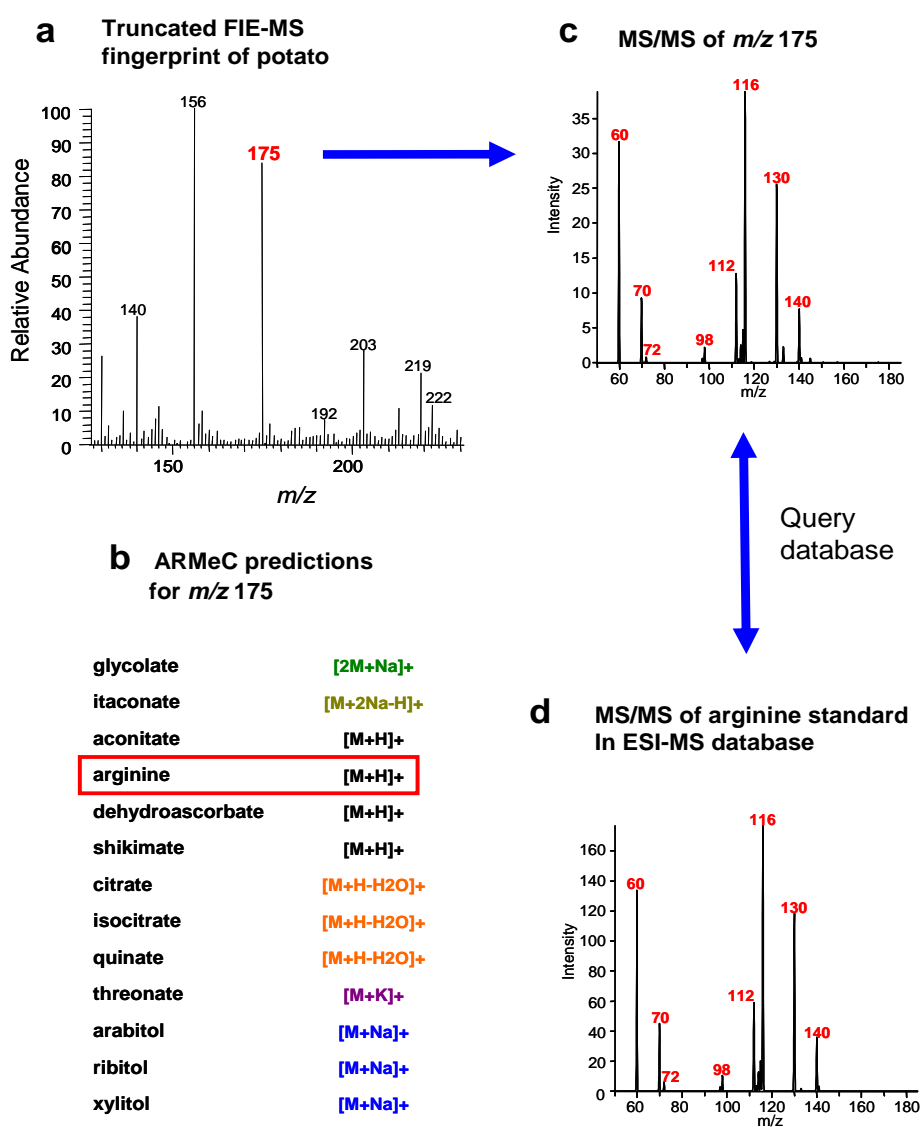 a
Truncated FIE-MS
fingerprint of potato
Relative Abundance
100
90
80
70
60
50
40
30
20
10
0
156
175
140
203
219
222
192
150
200
m/z
c
MS/MS of m/z 175
Intensity
35
30
25
20
15
10
5
0
116
60
130
112
70
140
98
72
60
80
100
120
140
160
180
m/z
Query
database
b
ARMeC predictions
for m/z 175
glycolate [2M+Na]+
itaconate [M+2Na-H]+
aconitate [M+H]+
arginine [M+H]+
dehydroascorbate [M+H]+
shikimate [M+H]+
citrate [M+H-H2O]+
isocitrate [M+H-H2O]+
quinate [M+H-H2O]+
threonate [M+K]+
arabitol [M+Na]+
ribitol [M+Na]+
xylitol [M+Na]+
d
MS/MS of arginine standard
In ESI-MS database
Intensity
160
140
120
100
80
60
40
20
0
116
60
130
112
70
140
98
72
60
80
100
120
140
160
180
m/z